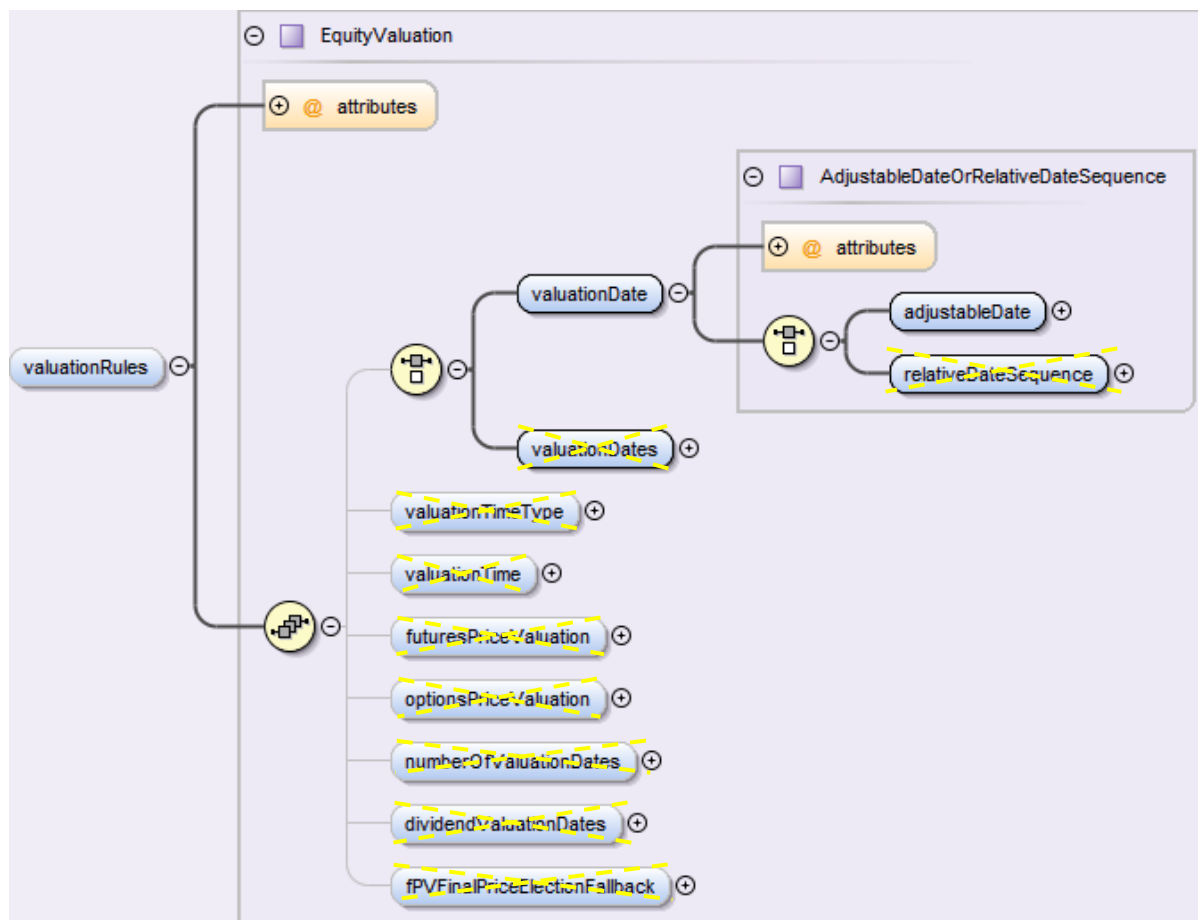 EquityValuation
@ attributes
AdjustableDateOrRelativeDateSequence
@ attributes
valuationDate
adjustableDate
valuationRules
relativeDateSequence
valuationDates
valuationTimeType
valuationTime
futuresPriceValuation
optionsPriceValuation
numberOfValuationDates
dividendValuationDates
fPVFinalPriceElectionFallback